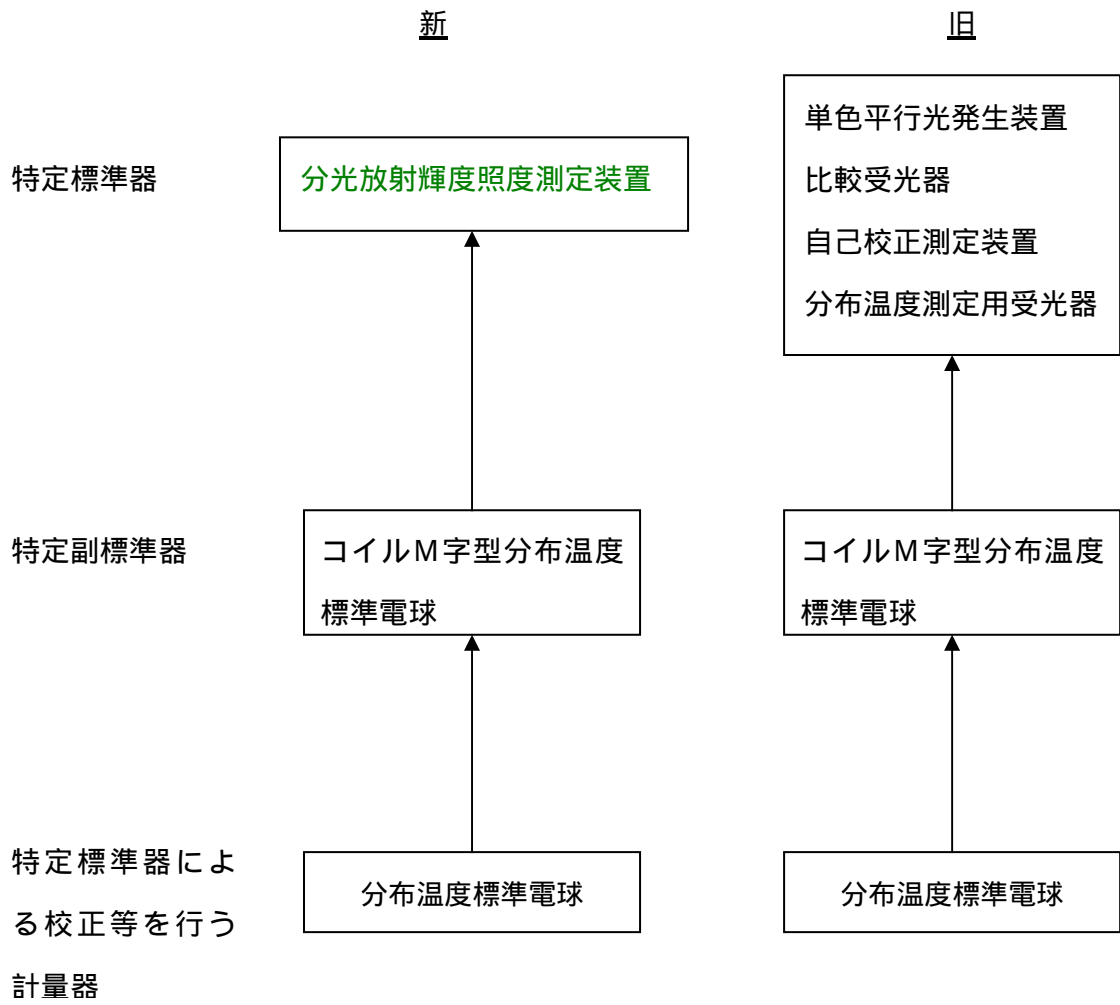 新
旧
特定標準器
分光放射輝度照度測定装置
単色平行光発生装置
比較受光器
自己校正測定装置
分布温度測定用受光器
特定副標準器
コイルM字型分布温度
標準電球
コイルM字型分布温度
標準電球
特定標準器によ
る校正等を行う
計量器
分布温度標準電球
分布温度標準電球